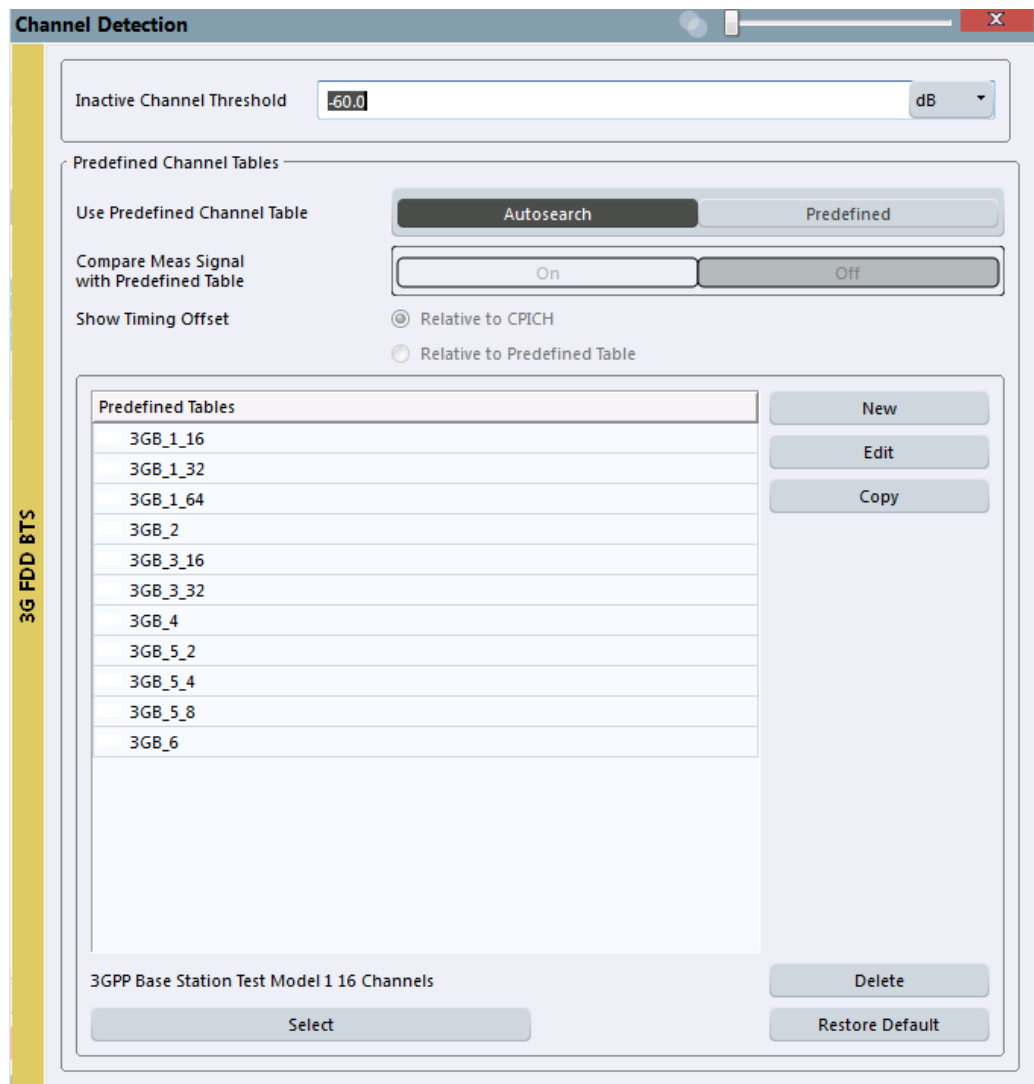 Channel Detection
X
Inactive Channel Threshold -60.0 dB
Predefined Channel Tables
Use Predefined Channel Table Autosearch Predefined
Compare Meas Signal
with Predefined Table On Off
Show Timing Offset Relative to CPICH
Relative to Predefined Table
Predefined Tables New
3GB_1_16
Edit
3GB_1_32
3GB_1_64 Copy
3GB_2
3GB_3_16
3GB_3_32
3GB_4
3GB_5_2
3GB_5_4
3GB_5_8
3GB_6
3GPP Base Station Test Model 1 16 Channels Delete
Select Restore Default
3G FDD BTS